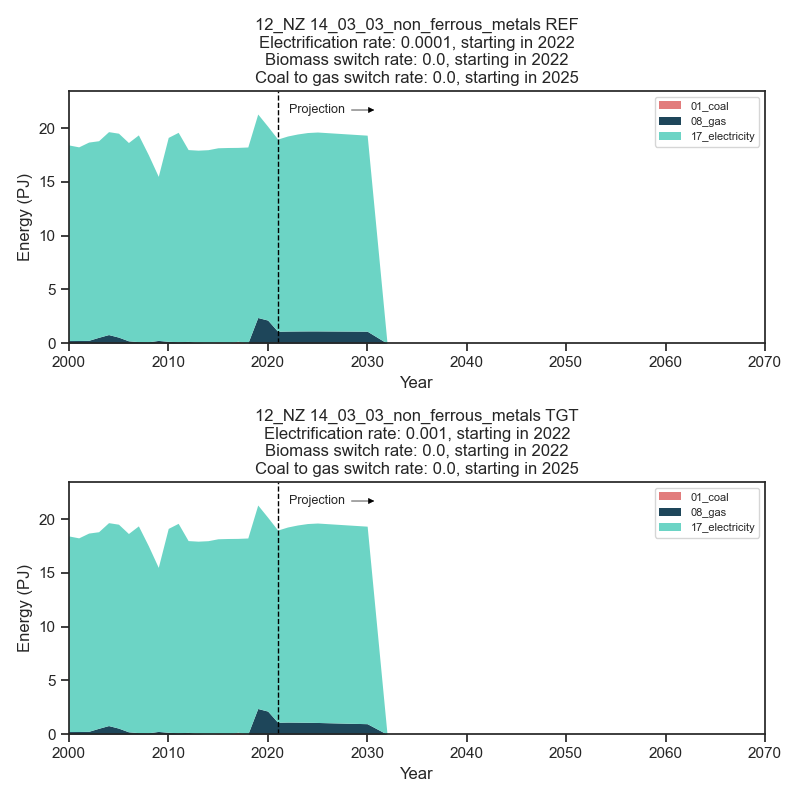 12_NZ 14_03_03_non_ferrous_metals REF
Electrification rate: 0.0001, starting in 2022
Biomass switch rate: 0.0, starting in 2022
Coal to gas switch rate: 0.0, starting in 2025
Projection
01_coal
08_gas
17_electricity
Energy (PJ)
20
15
10
5
0
2000 2010 2020 2030 2040 2050 2060 2070
Year
12_NZ 14_03_03_non_ferrous_metals TGT
Electrification rate: 0.001, starting in 2022
Biomass switch rate: 0.0, starting in 2022
Coal to gas switch rate: 0.0, starting in 2025
Projection
01_coal
08_gas
17_electricity
Energy (PJ)
20
15
10
5
0
2000 2010 2020 2030 2040 2050 2060 2070
Year